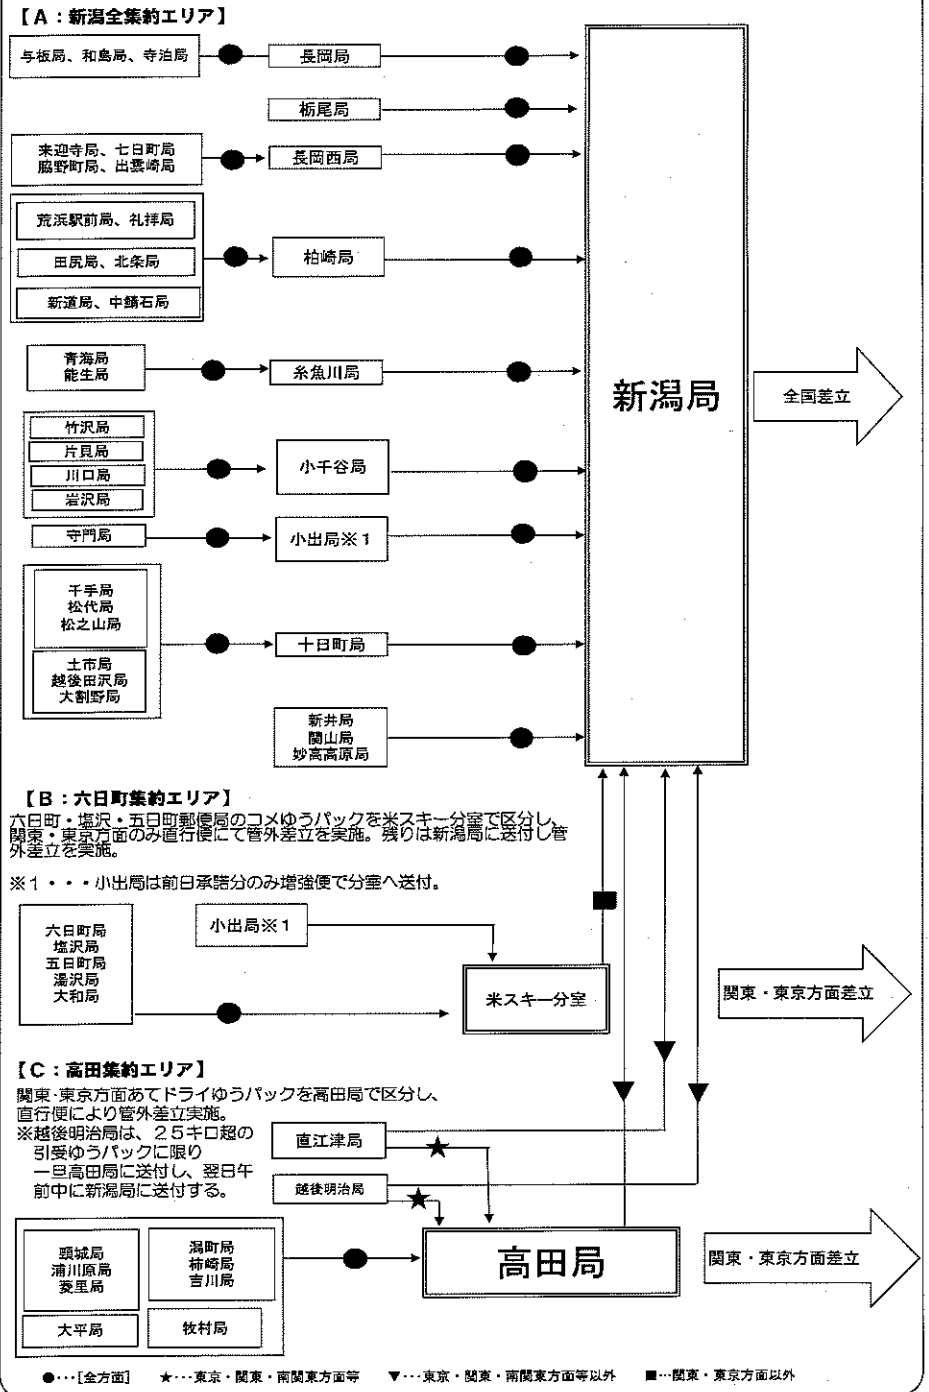 【A：新潟全集約エリア】
与板局、和島局、寺泊局
長岡局
栃尾局
来迎寺局、七日町局
脇野町局、出雲崎局
長岡西局
荒浜駅前局、礼拝局
田尻局、北条局
新道局、中鯖石局
柏崎局
青海局
能生局
糸魚川局
竹沢局
片貝局
川口局
岩沢局
小千谷局
守門局
小出局※1
千手局
松代局
松之山局
土市局
越後田沢局
大割野局
十日町局
新井局
関山局
妙高高原局
新潟局
全国差立
【B：六日町集約エリア】
六日町・塩沢・五日町郵便局のコメゆうパックを米スキー分室で区分し、
関東・東京方面のみ直行便にて管外差立を実施。残りは新潟局に送付し管
外差立を実施。
※1・・・小出局は前日承諾分のみ増強便で分室へ送付。
六日町局
塩沢局
五日町局
湯沢局
大和局
小出局※1
米スキー分室
関東・東京方面差立
【C：高田集約エリア】
関東・東京方面あてドライゆうパックを高田局で区分し、
直行便により管外差立実施。
※越後明治局は、25キロ超の
引受ゆうパックに限り
一旦高田局に送付し、翌日午
前中に新潟局に送付する。
直江津局
越後明治局
頸城局
浦川原局
菱里局
潟町局
柿崎局
吉川局
大平局
牧村局
高田局
関東・東京方面差立
●･･･[全方面] ★･･･東京・関東・南関東方面等 ▼･･･東京・関東・南関東方面等以外 ■･･･関東・東京方面以外